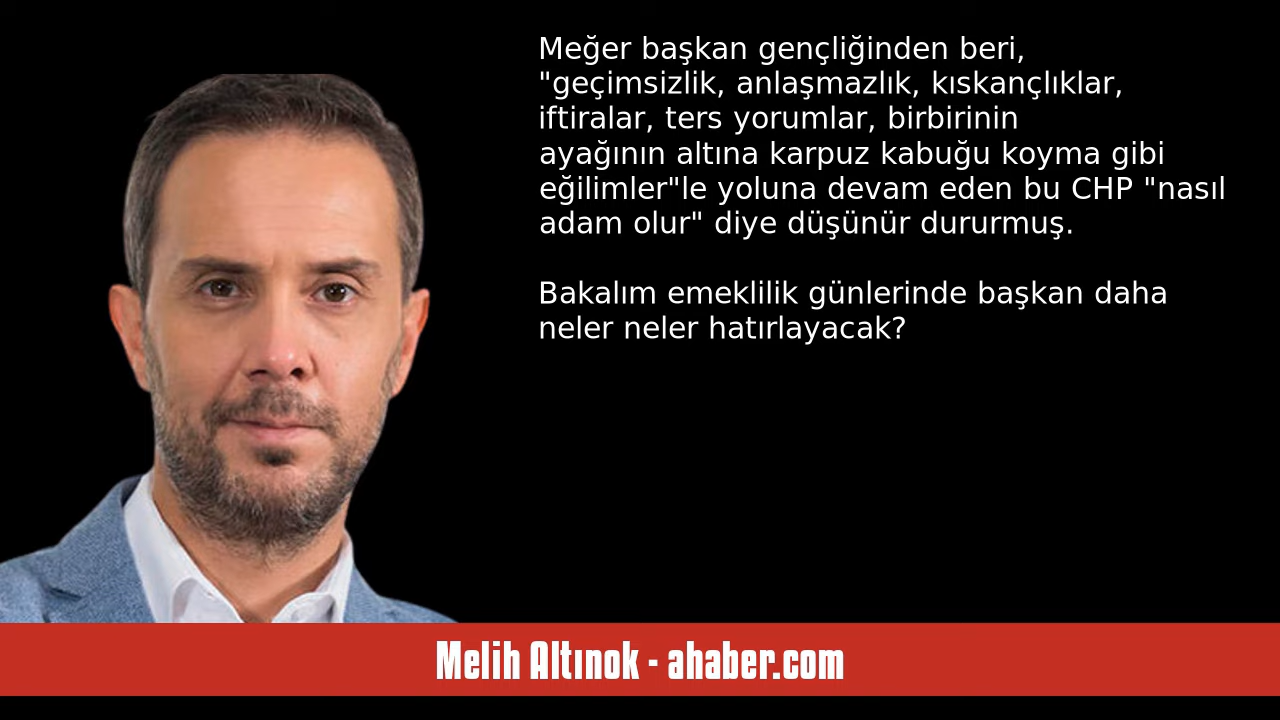 Meğer başkan gençliğinden beri,
"geçimsizlik, anlaşmazlık, kıskançlıklar,
iftiralar, ters yorumlar, birbirinin
ayağının altına karpuz kabuğu koyma gibi
eğilimler"le yoluna devam eden bu CHP "nasıl
adam olur" diye düşünür dururmuş.
Bakalım emeklilik günlerinde başkan daha
neler neler hatırlayacak?
Melih Altınok - ahaber.com